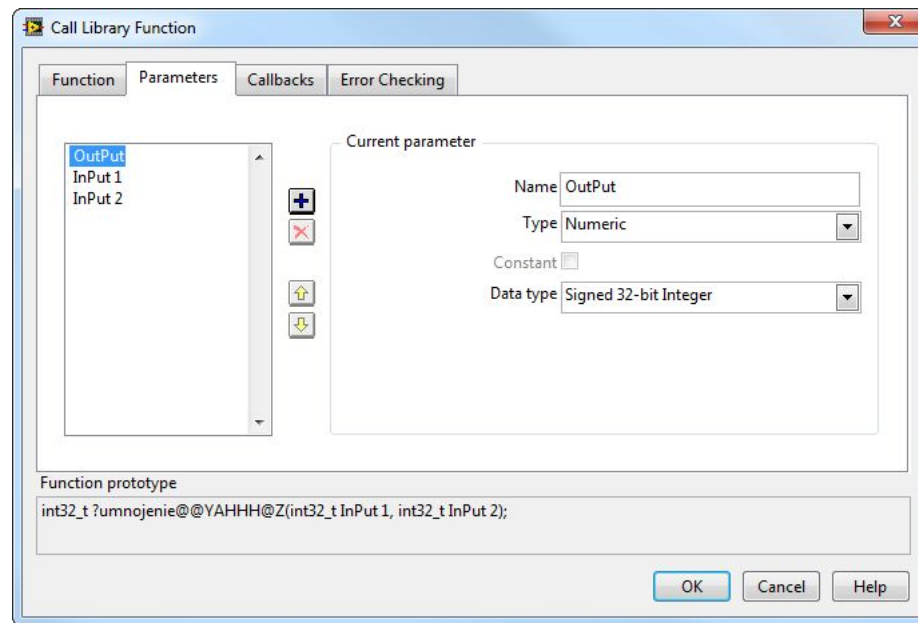 Call Library Function
Function Parameters Callbacks Error Checking
OutPut
InPut 1
InPut 2
Current parameter
Name OutPut
Type Numeric
Constant
Data type Signed 32-bit Integer
Function prototype
int32_t ?umnojenie@@YAHHH@Z(int32_t InPut 1, int32_t InPut 2);
OK Cancel Help